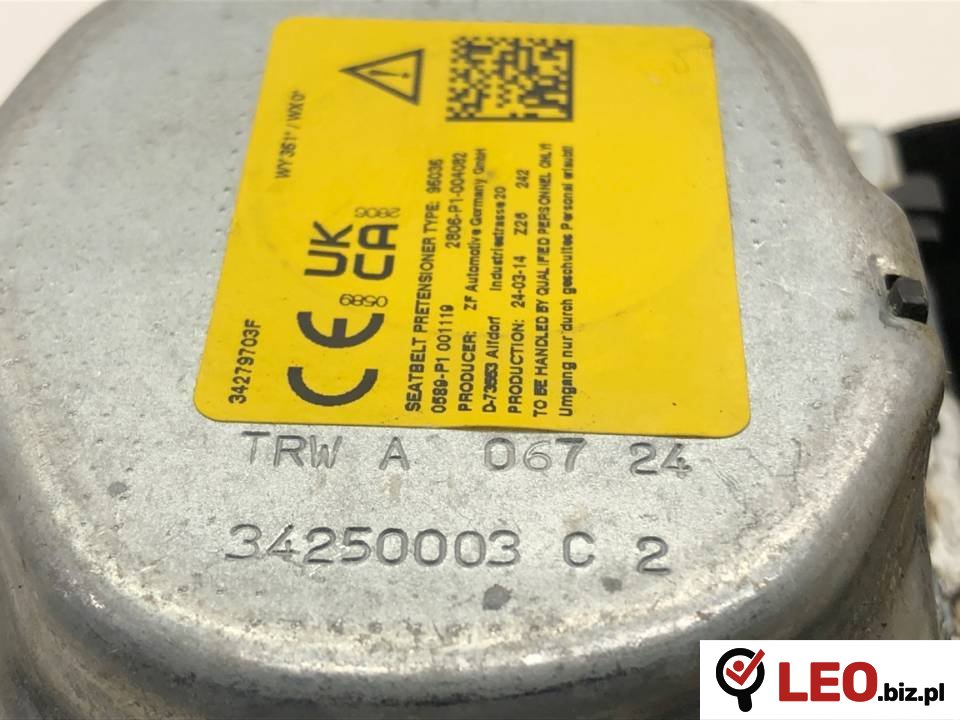 WY 361° / WX 0°
34279703F
CE 0589
UK
CA 2806
SEATBELT PRETENSIONER TYPE: 96036
0589-P1 001119 2806-P1-004082
PRODUCER: ZF Automotive Germany GmbH
D-73553 Alfdorf Industriestrasse 20
PRODUCTION: 24-03-14 Z26 242
TO BE HANDLED BY QUALIFIED PERSONNEL ONLY!
Umgang nur durch geschultes Personal erlaubt!
TRW A 067 24
34250003 C 2
LEO.biz.pl